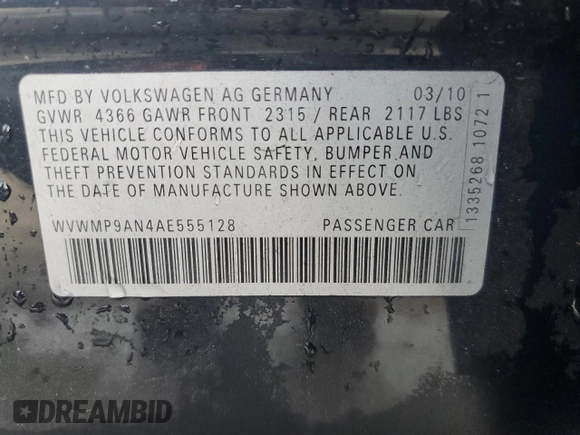 MFD BY VOLKSWAGEN AG GERMANY 03/10
GVWR 4366 GAWR FRONT 2315 / REAR 2117 LBS
THIS VEHICLE CONFORMS TO ALL APPLICABLE U.S.
FEDERAL MOTOR VEHICLE SAFETY, BUMPER AND
THEFT PREVENTION STANDARDS IN EFFECT ON
THE DATE OF MANUFACTURE SHOWN ABOVE.
WVWMP9AN4AE555128 PASSENGER CAR
1335268 1072 1
DREAMBID